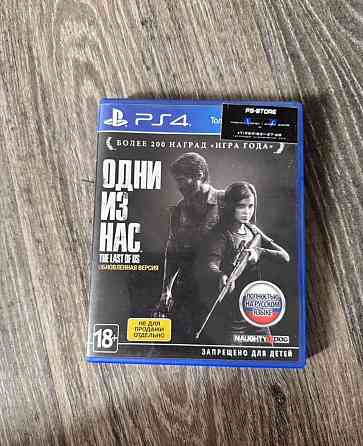 PS4
PS-STORE
БОЛЕЕ 200 НАГРАД «ИГРА ГОДА»
ОДНИ
ИЗ
НАС
THE LAST OF US
ОБНОВЛЕННАЯ ВЕРСИЯ
ПОЛНОСТЬЮ
НА РУССКОМ
ЯЗЫКЕ
НЕ ДЛЯ
ПРОДАЖИ
ОТДЕЛЬНО
18+
NAUGHTY DOG
ЗАПРЕЩЕНО ДЛЯ ДЕТЕЙ